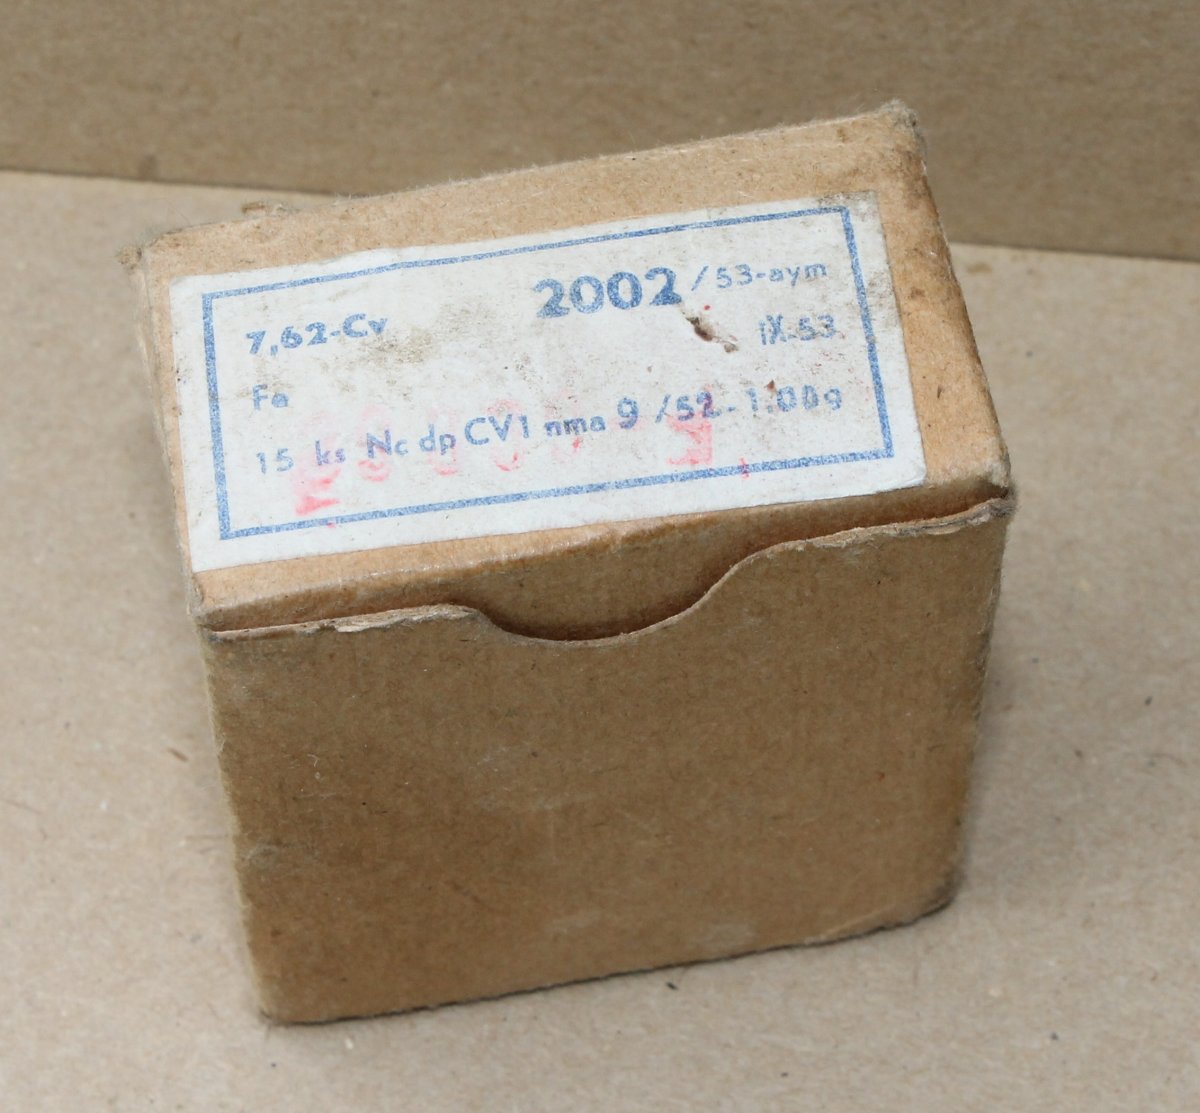 7,62-Cv 2002/53-aym
IX-53
Fe
15 ks Nc dp CV1 nma 9/52-1.00g